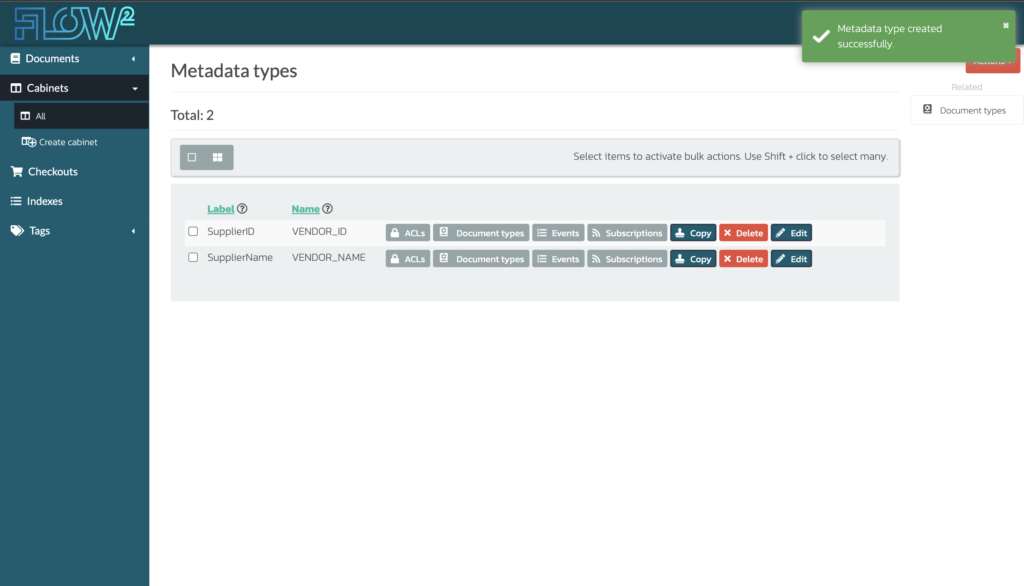 FLOW2
Metadata type created
successfully.
Documents
Cabinets
All
Create cabinet
Checkouts
Indexes
Tags
Metadata types
Actions
Related
Document types
Total: 2
Select items to activate bulk actions. Use Shift + click to select many.
Label Name
SupplierID VENDOR_ID ACLs Document types Events Subscriptions Copy Delete Edit
SupplierName VENDOR_NAME ACLs Document types Events Subscriptions Copy Delete Edit